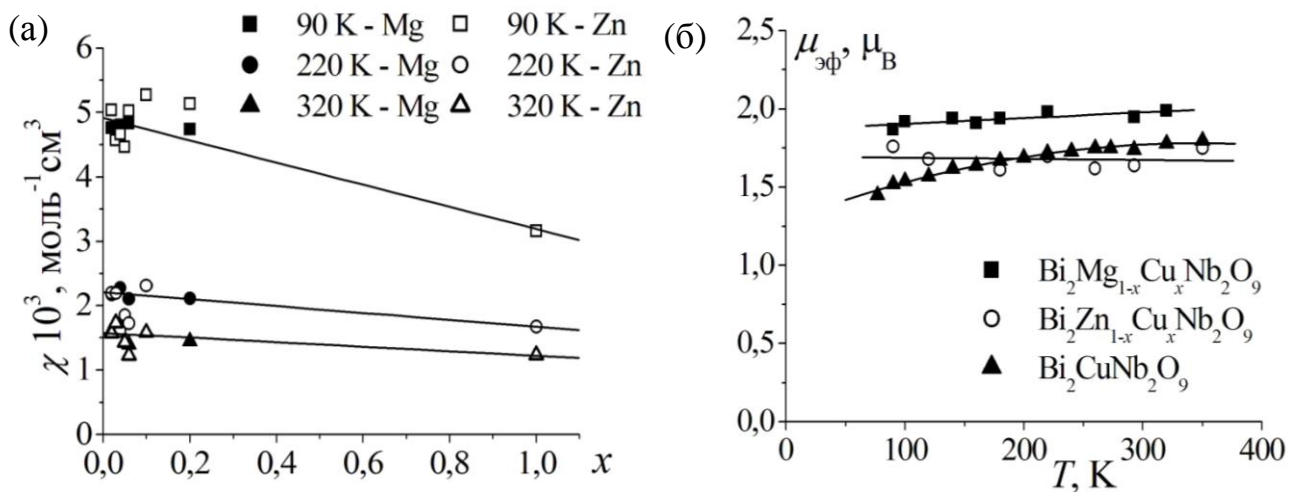 (а)
90 K - Mg 90 K - Zn
220 K - Mg 220 K - Zn
320 K - Mg 320 K - Zn
χ 10³, моль⁻¹см³
6
5
4
3
2
1
0
0,0 0,2 0,4 0,6 0,8 1,0 x
(б)
μэф, μB
2,5
2,0
1,5
1,0
0,5
0,0
Bi₂Mg₁₋ₓCuₓNb₂O₉
Bi₂Zn₁₋ₓCuₓNb₂O₉
Bi₂CuNb₂O₉
0 100 200 300 400
T, K